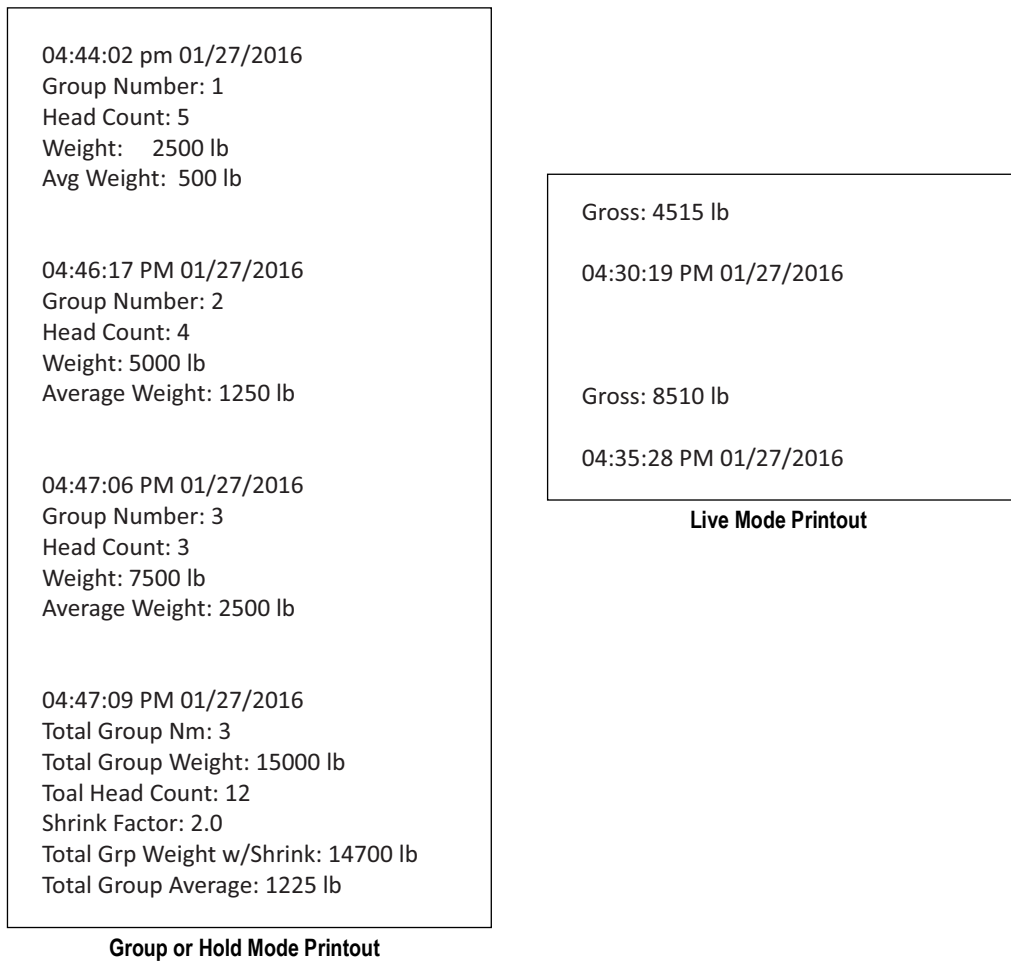 04:44:02 pm 01/27/2016
Group Number: 1
Head Count: 5
Weight: 2500 lb
Avg Weight: 500 lb
04:46:17 PM 01/27/2016
Group Number: 2
Head Count: 4
Weight: 5000 lb
Average Weight: 1250 lb
04:47:06 PM 01/27/2016
Group Number: 3
Head Count: 3
Weight: 7500 lb
Average Weight: 2500 lb
04:47:09 PM 01/27/2016
Total Group Nm: 3
Total Group Weight: 15000 lb
Toal Head Count: 12
Shrink Factor: 2.0
Total Grp Weight w/Shrink: 14700 lb
Total Group Average: 1225 lb
Group or Hold Mode Printout
Gross: 4515 lb
04:30:19 PM 01/27/2016
Gross: 8510 lb
04:35:28 PM 01/27/2016
Live Mode Printout